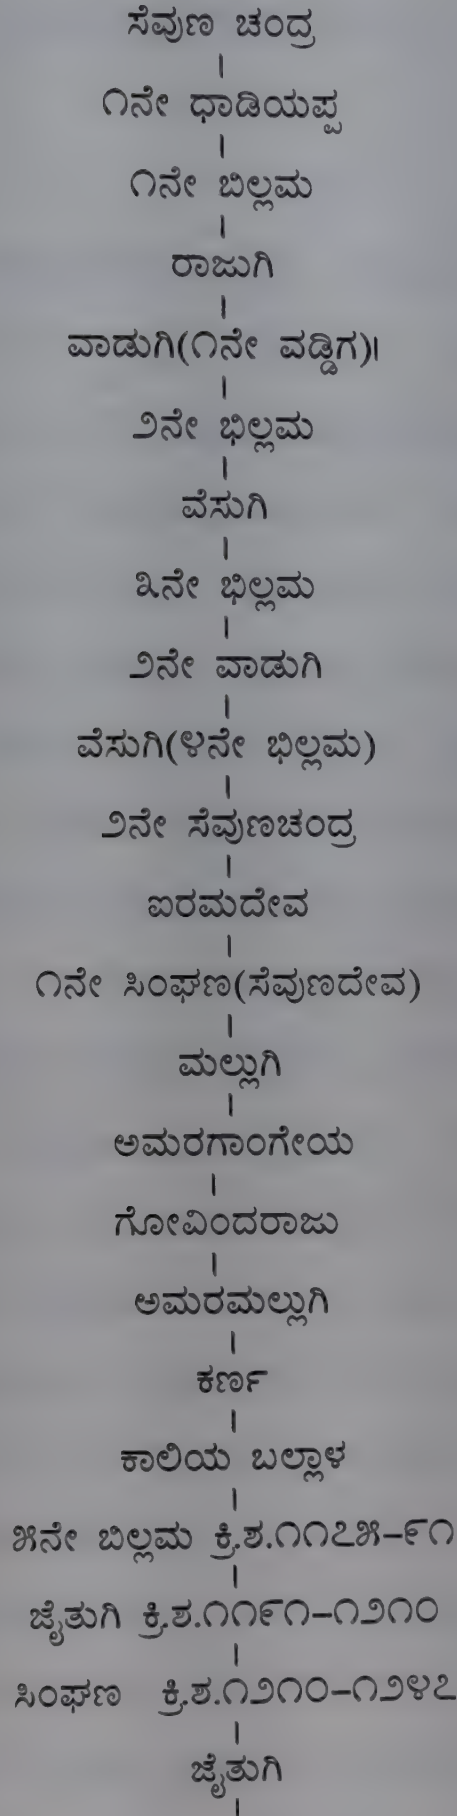 ಸೆವುಣ ಚಂದ್ರ
೧ನೇ ಧಾಡಿಯಪ್ಪ
೧ನೇ ಬಿಲ್ಲಮ
ರಾಜುಗಿ
ವಾಡುಗಿ(೧ನೇ ವಡ್ಡಿಗ)।
೨ನೇ ಭಿಲ್ಲಮ
ವೆಸುಗಿ
೩ನೇ ಭಿಲ್ಲಮ
೨ನೇ ವಾಡುಗಿ
ವೆಸುಗಿ(೪ನೇ ಭಿಲ್ಲಮ)
೨ನೇ ಸೆವುಣಚಂದ್ರ
ಐರಮದೇವ
೧ನೇ ಸಿಂಘಣ(ಸೆವುಣದೇವ)
ಮಲ್ಲುಗಿ
ಅಮರಗಾಂಗೇಯ
ಗೋವಿಂದರಾಜು
ಅಮರಮಲ್ಲುಗಿ
ಕರ್ಣ
ಕಾಲಿಯ ಬಲ್ಲಾಳ
೫ನೇ ಬಿಲ್ಲಮ ಕ್ರಿ.ಶ.೧೧೭೫–೯೧
ಜೈತುಗಿ ಕ್ರಿ.ಶ.೧೧೯೧–೧೨೧೦
ಸಿಂಘಣ ಕ್ರಿ.ಶ.೧೨೧೦–೧೨೪೭
ಜೈತುಗಿ